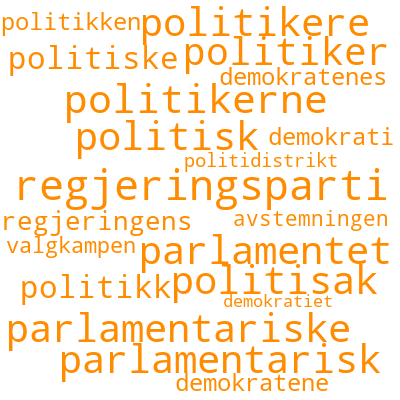 politikken politikere
politiske politiker
demokratenes
politikerne
politisk demokrati
politidistrikt
regjeringsparti
regjeringens avstemningen
valgkampen parlamentet
politikk politisak
demokratiet
parlamentariske
parlamentarisk
demokratene